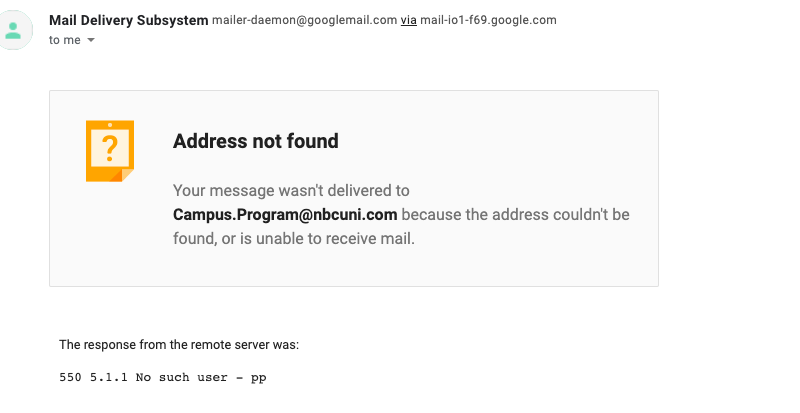 Mail Delivery Subsystem mailer-daemon@googlemail.com via mail-io1-f69.google.com
to me
?
Address not found
Your message wasn't delivered to
Campus.Program@nbcuni.com because the address couldn't be
found, or is unable to receive mail.
The response from the remote server was:
550 5.1.1 No such user - pp